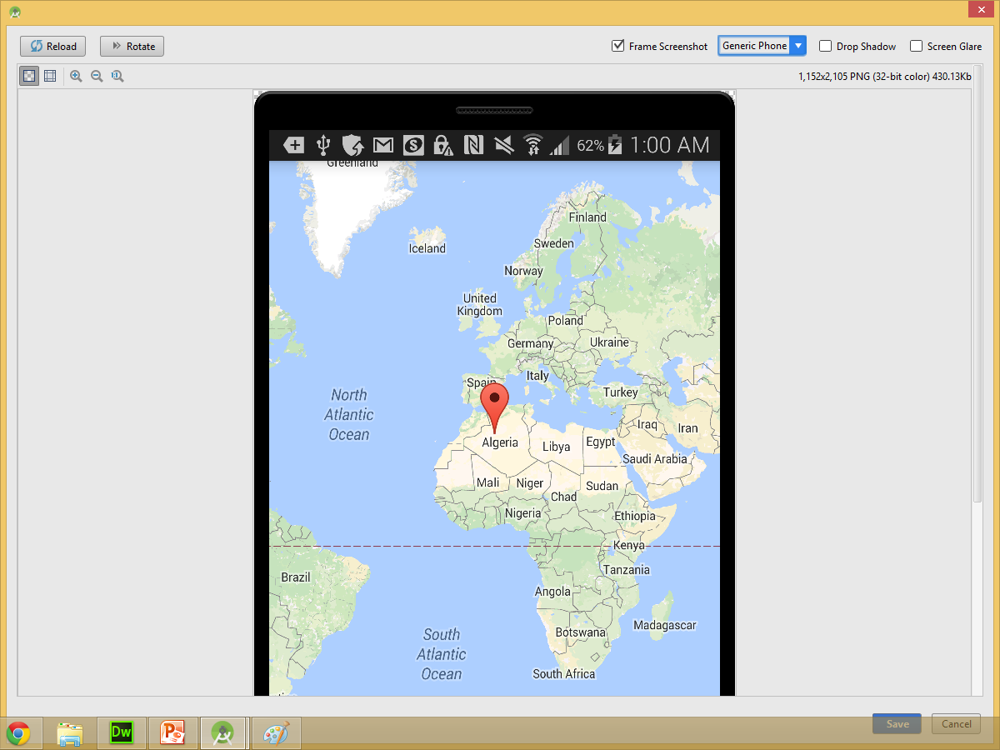 Reload
Rotate
Frame Screenshot
Generic Phone
Drop Shadow
Screen Glare
1,152x2,105 PNG (32-bit color) 430.13Kb
62%
1:00 AM
Greenland
Finland
Iceland
Sweden
Norway
United
Kingdom
Poland
Germany
Ukraine
Italy
Spain
Turkey
North
Atlantic
Ocean
Iraq
Iran
Algeria
Libya
Egypt
Saudi Arabia
Mali
Niger
Sudan
Chad
Nigeria
Ethiopia
Kenya
Brazil
Tanzania
Angola
Madagascar
Botswana
South
Atlantic
Ocean
South Africa
Save
Cancel
Dw
P